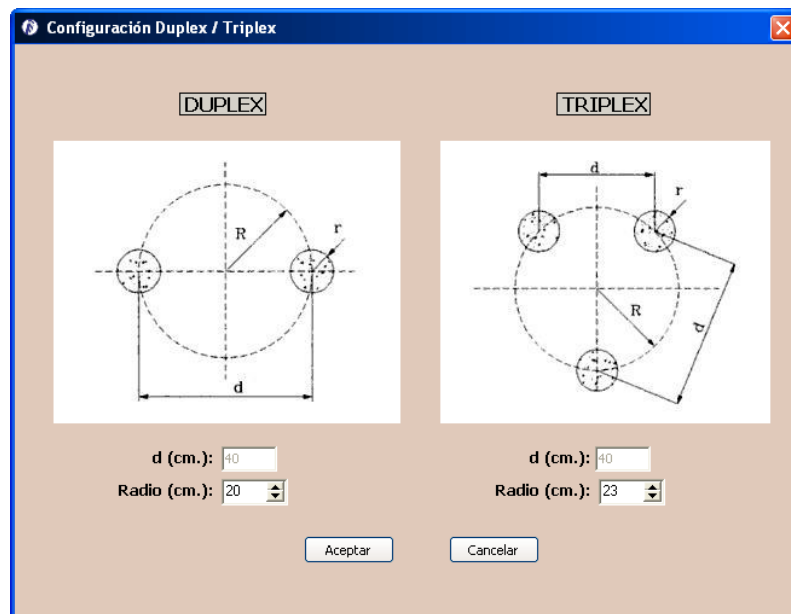 Configuración Duplex / Triplex
DUPLEX
R
r
d
d (cm.): 40
Radio (cm.): 20
TRIPLEX
d
r
R
d
d (cm.): 40
Radio (cm.): 23
Aceptar
Cancelar